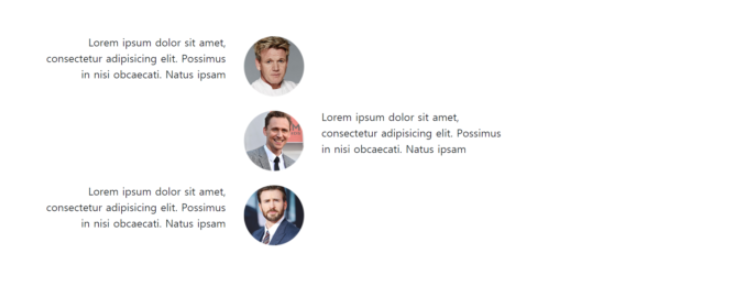 Lorem ipsum dolor sit amet,
consectetur adipisicing elit. Possimus
in nisi obcaecati. Natus ipsam
Lorem ipsum dolor sit amet,
consectetur adipisicing elit. Possimus
in nisi obcaecati. Natus ipsam
Lorem ipsum dolor sit amet,
consectetur adipisicing elit. Possimus
in nisi obcaecati. Natus ipsam